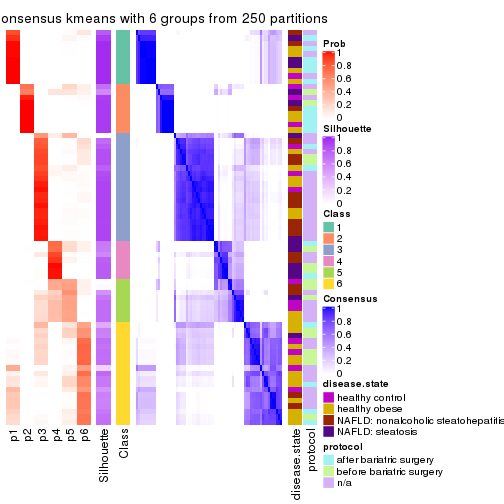 onsensus kmeans with 6 groups from 250 partitions
Prob
1
0.8
0.6
0.4
0.2
0
Silhouette
1
0.8
0.6
0.4
0.2
0
Class
1
2
3
4
5
6
Consensus
1
0.8
0.6
0.4
0.2
0
disease.state
healthy control
healthy obese
NAFLD: nonalcoholic steatohepatitis
NAFLD: steatosis
protocol
after bariatric surgery
before bariatric surgery
n/a
p1
p2
p3
p4
p5
p6
Silhouette
Class
disease.state
protocol